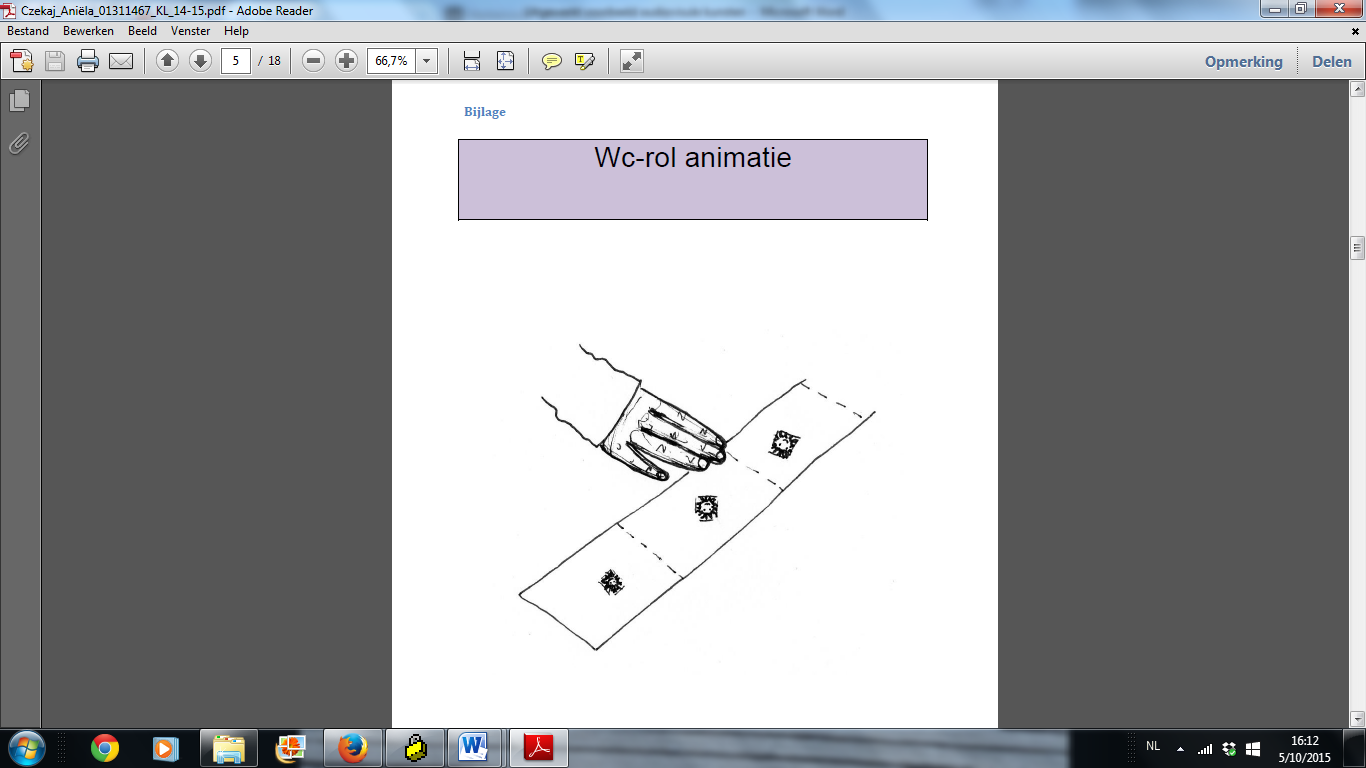 Czekaj_Aniëla_01311467_KL_14-15.pdf - Adobe Reader
Bestand Bewerken Beeld Venster Help
5 / 18 66,7% Opmerking Delen
Bijlage
Wc-rol animatie
NL 16:12
5/10/2015